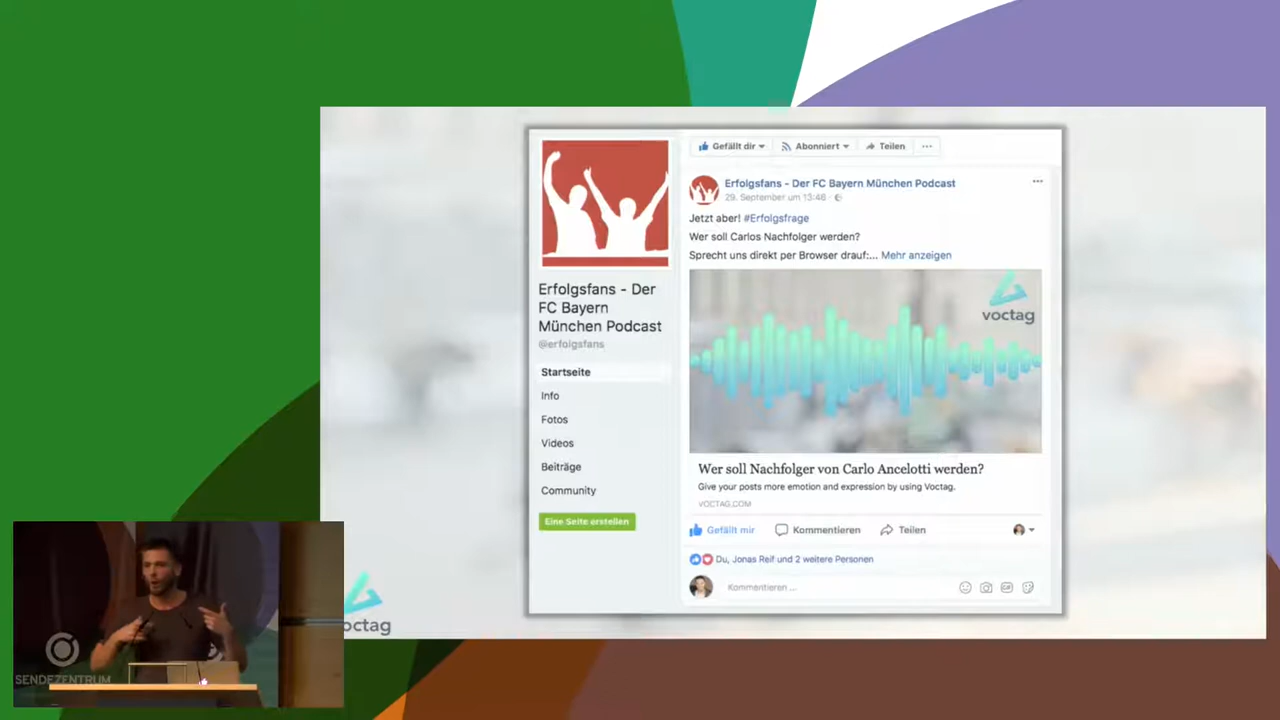 Gefällt dir
Abonniert
Teilen
Erfolgsfans - Der FC Bayern München Podcast
29. September um 13:46
Jetzt aber! #Erfolgsfrage
Wer soll Carlos Nachfolger werden?
Sprecht uns direkt per Browser drauf:... Mehr anzeigen
voctag
Erfolgsfans - Der
FC Bayern
München Podcast
@erfolgsfans
Startseite
Info
Fotos
Videos
Beiträge
Community
Eine Seite erstellen
Wer soll Nachfolger von Carlo Ancelotti werden?
Give your posts more emotion and expression by using Voctag.
VOCTAG.COM
Gefällt mir
Kommentieren
Teilen
Du, Jonas Reif und 2 weitere Personen
Kommentieren ...
GIF
octag
SENDEZENTRUM